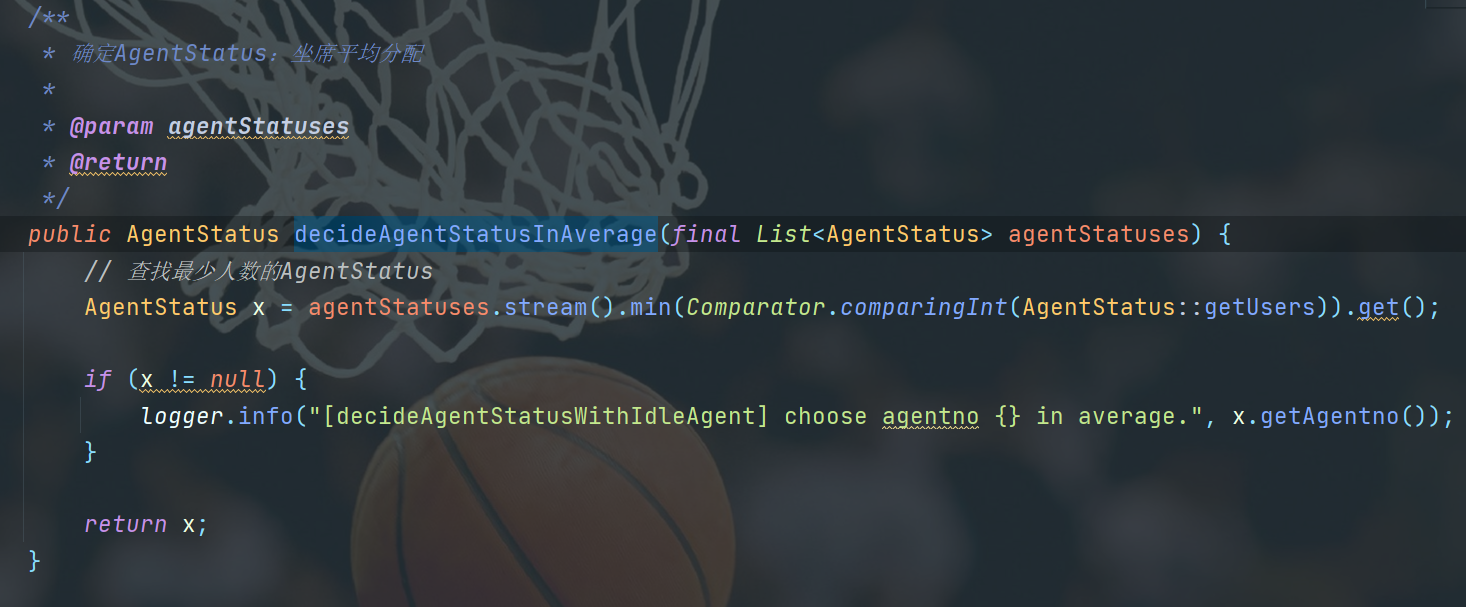 /**
 * 确定AgentStatus：坐席平均分配
 *
 * @param agentStatuses
 * @return
 */
public AgentStatus decideAgentStatusInAverage(final List<AgentStatus> agentStatuses) {
    // 查找最少人数的AgentStatus
    AgentStatus x = agentStatuses.stream().min(Comparator.comparingInt(AgentStatus::getUsers)).get();
    if (x != null) {
        logger.info("[decideAgentStatusWithIdleAgent] choose agentno {} in average.", x.getAgentno());
    }
    return x;
}